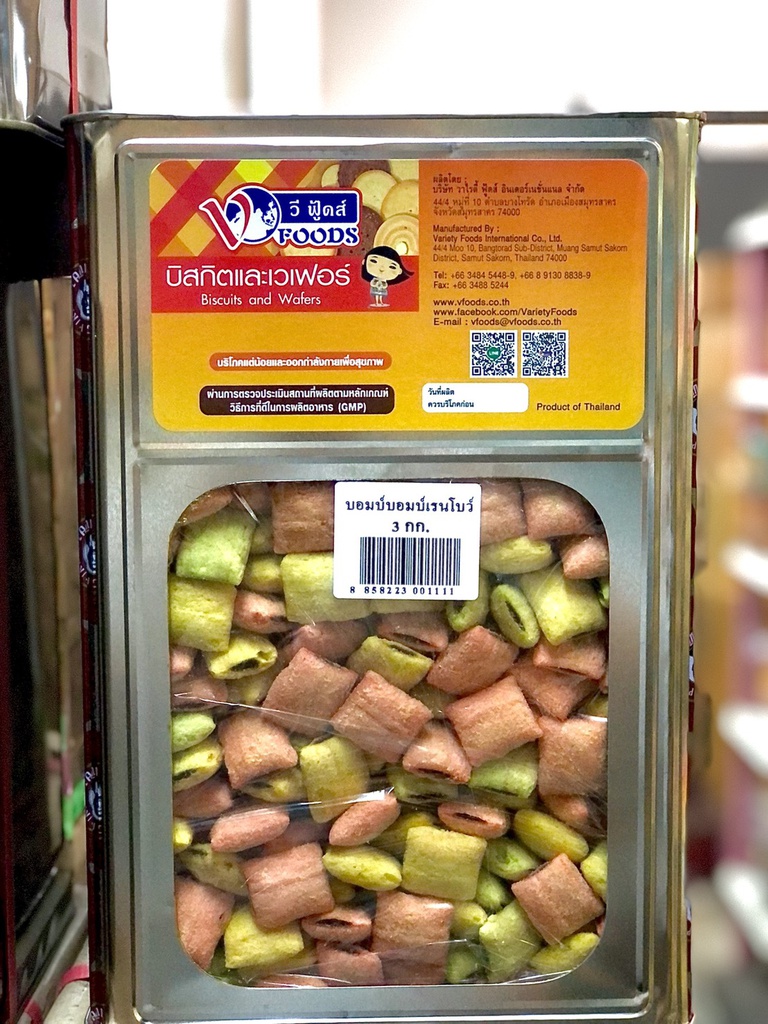 วี ฟู้ดส์
V FOODS
บิสกิตและเวเฟอร์
Biscuits and Wafers
บริโภคแต่น้อยและออกกำลังกายเพื่อสุขภาพ
ผ่านการตรวจประเมินสถานที่ผลิตตามหลักเกณฑ์
วิธีการที่ดีในการผลิตอาหาร (GMP)
ผลิตโดย :
บริษัท วาไรตี้ ฟู้ดส์ อินเตอร์เนชั่นแนล จำกัด
44/4 หมู่ที่ 10 ตำบลบางโทรัด อำเภอเมืองสมุทรสาคร
จังหวัดสมุทรสาคร 74000
Manufactured By :
Variety Foods International Co., Ltd.
44/4 Moo 10, Bangtorad Sub-District, Muang Samut Sakorn
District, Samut Sakorn, Thailand 74000
Tel: +66 3484 5448-9, +66 8 9130 8838-9
Fax: +66 3488 5244
www.vfoods.co.th
www.facebook.com/VarietyFoods
E-mail : vfoods@vfoods.co.th
LINE
วันที่ผลิต
ควรบริโภคก่อน
Product of Thailand
บอมบ์บอมบ์เรนโบว์
3 กก.
8 858223 001111